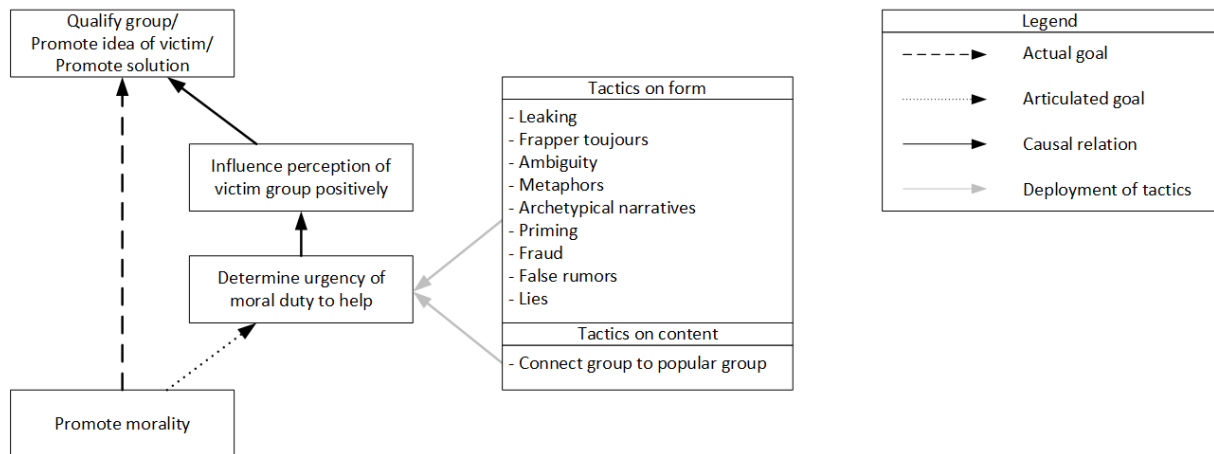 Qualify group/
Promote idea of victim/
Promote solution
Influence perception of
victim group positively
Determine urgency of
moral duty to help
Promote morality
Tactics on form
- Leaking
- Frapper toujours
- Ambiguity
- Metaphors
- Archetypical narratives
- Priming
- Fraud
- False rumors
- Lies
Tactics on content
- Connect group to popular group
Legend
Actual goal
Articulated goal
Causal relation
Deployment of tactics